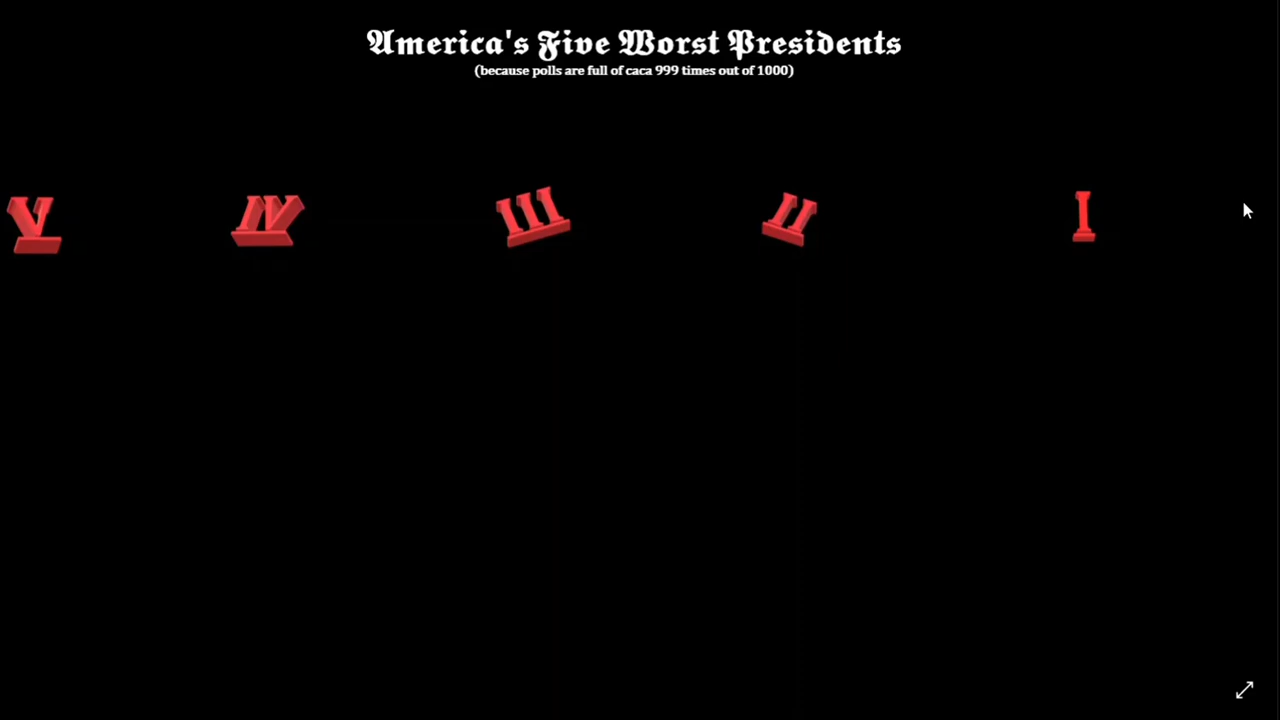 America's Five Worst Presidents
(because polls are full of caca 999 times out of 1000)
V IV III II I